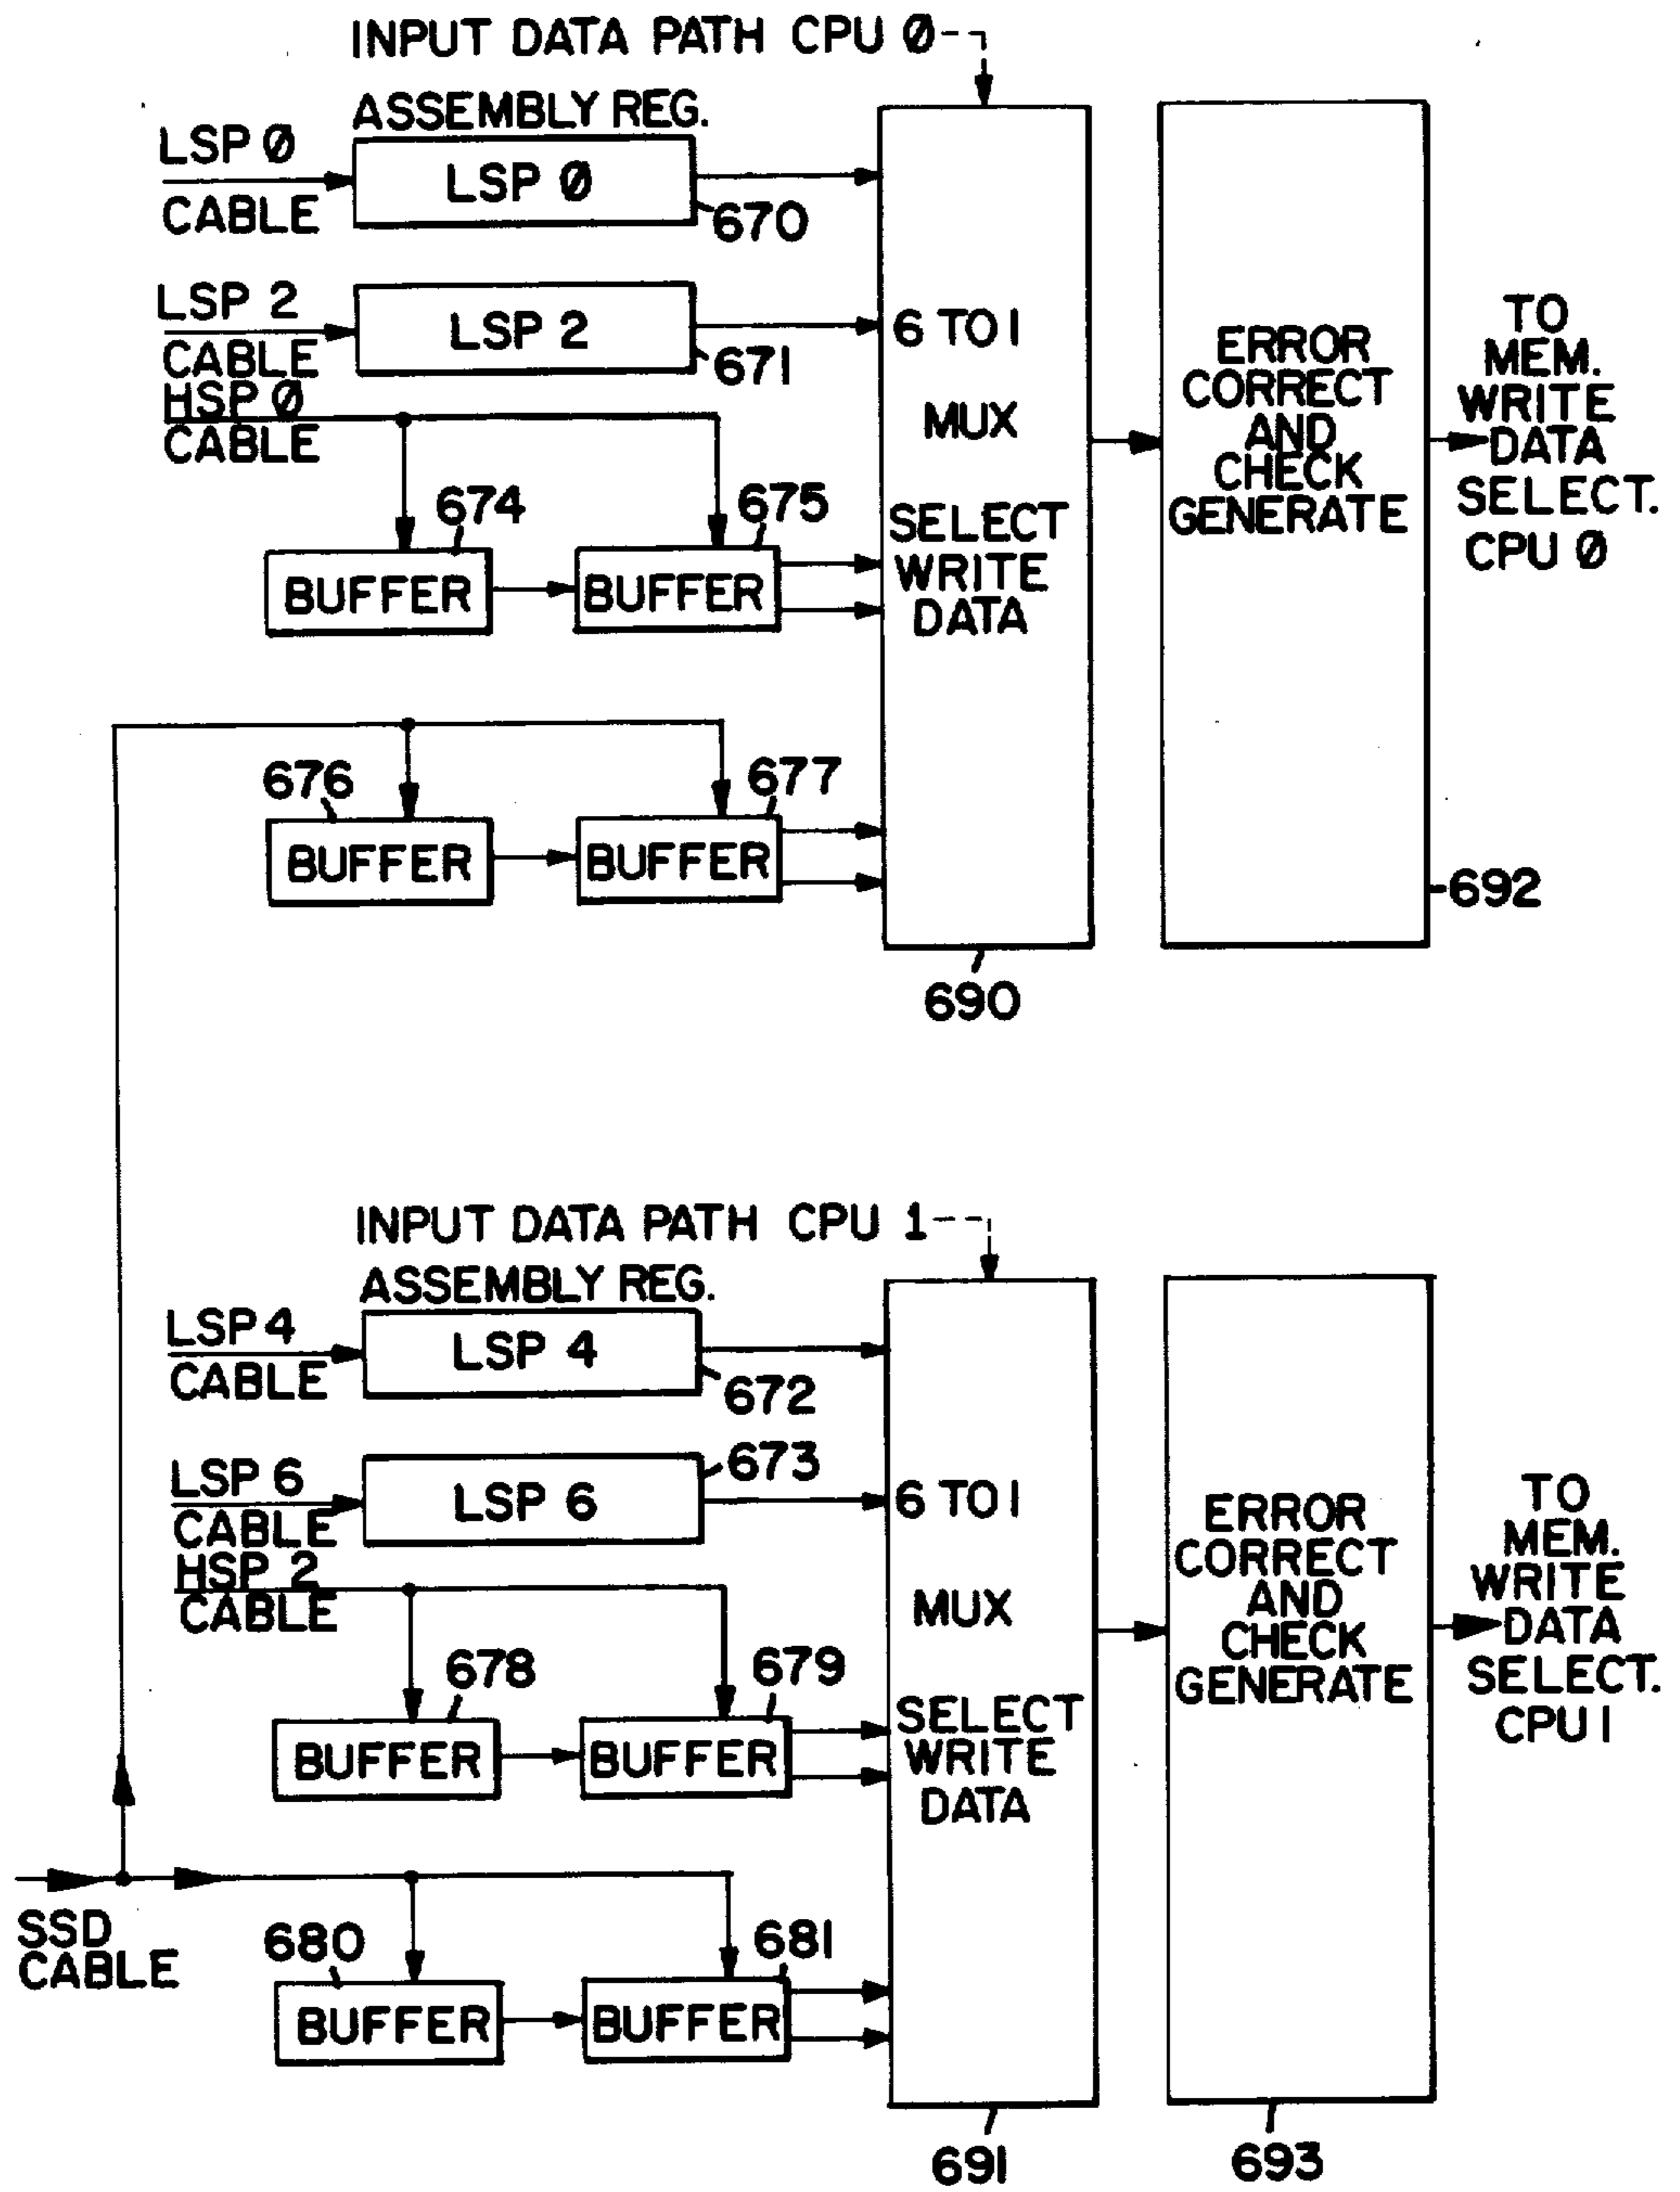 INPUT DATA PATH CPU 0
ASSEMBLY REG.
LSP 0
CABLE
LSP 0
670
LSP 2
CABLE
LSP 2
671
HSP 0
CABLE
674
BUFFER
675
BUFFER
676
BUFFER
677
BUFFER
6 TO 1
MUX
SELECT
WRITE
DATA
690
ERROR
CORRECT
AND
CHECK
GENERATE
692
TO
MEM.
WRITE
DATA
SELECT.
CPU 0
INPUT DATA PATH CPU 1
ASSEMBLY REG.
LSP 4
CABLE
LSP 4
672
LSP 6
CABLE
LSP 6
673
HSP 2
CABLE
678
BUFFER
679
BUFFER
SSD
CABLE
680
BUFFER
681
BUFFER
6 TO 1
MUX
SELECT
WRITE
DATA
691
ERROR
CORRECT
AND
CHECK
GENERATE
693
TO
MEM.
WRITE
DATA
SELECT.
CPU 1